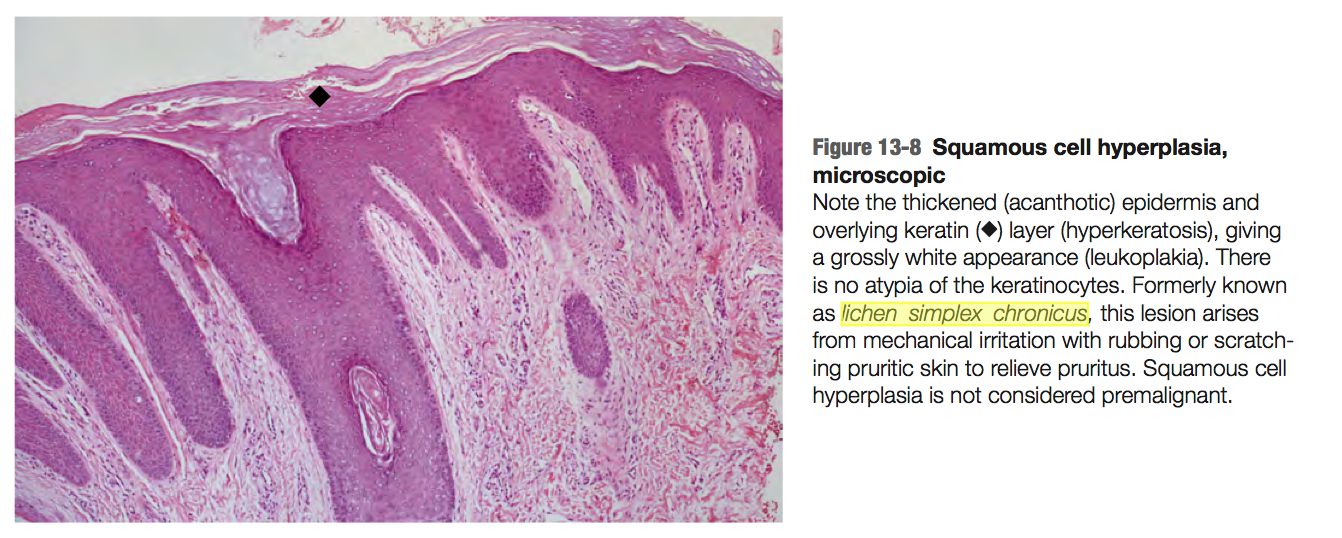 Figure 13-8 Squamous cell hyperplasia,
microscopic
Note the thickened (acanthotic) epidermis and
overlying keratin (◆) layer (hyperkeratosis), giving
a grossly white appearance (leukoplakia). There
is no atypia of the keratinocytes. Formerly known
as lichen simplex chronicus, this lesion arises
from mechanical irritation with rubbing or scratch-
ing pruritic skin to relieve pruritus. Squamous cell
hyperplasia is not considered premalignant.